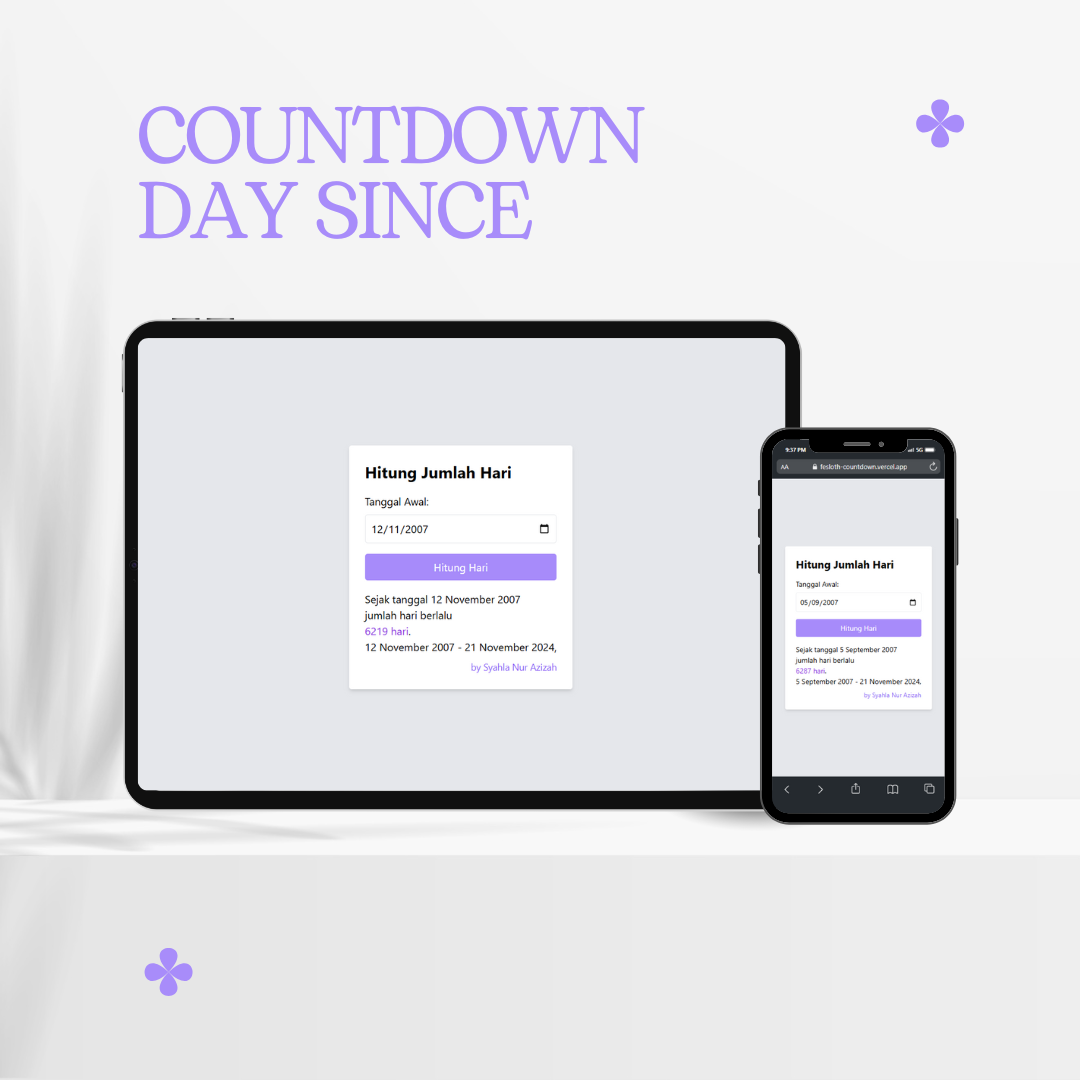 COUNTDOWN
DAY SINCE
Hitung Jumlah Hari
Tanggal Awal:
12/11/2007
Hitung Hari
Sejak tanggal 12 November 2007
jumlah hari berlalu
6219 hari.
12 November 2007 - 21 November 2024,
by Syahla Nur Azizah
9:37 PM
5G
AA
fesloth-countdown.vercel.app
Hitung Jumlah Hari
Tanggal Awal:
05/09/2007
Hitung Hari
Sejak tanggal 5 September 2007
jumlah hari berlalu
6287 hari.
5 September 2007 - 21 November 2024,
by Syahla Nur Azizah